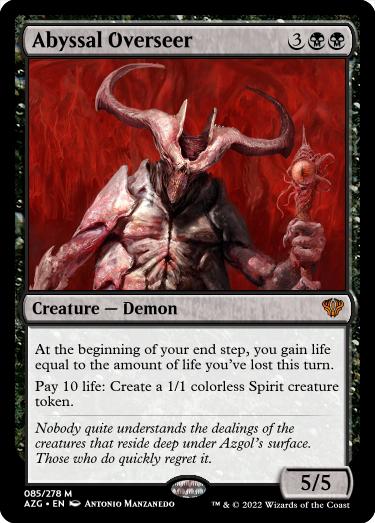 Abyssal Overseer 3
Creature — Demon
At the beginning of your end step, you gain life
equal to the amount of life you've lost this turn.
Pay 10 life: Create a 1/1 colorless Spirit creature
token.
Nobody quite understands the dealings of the
creatures that reside deep under Azgol's surface.
Those who do quickly regret it.
5/5
085/278 M
AZG • EN Antonio Manzanedo ™ & © 2022 Wizards of the Coast